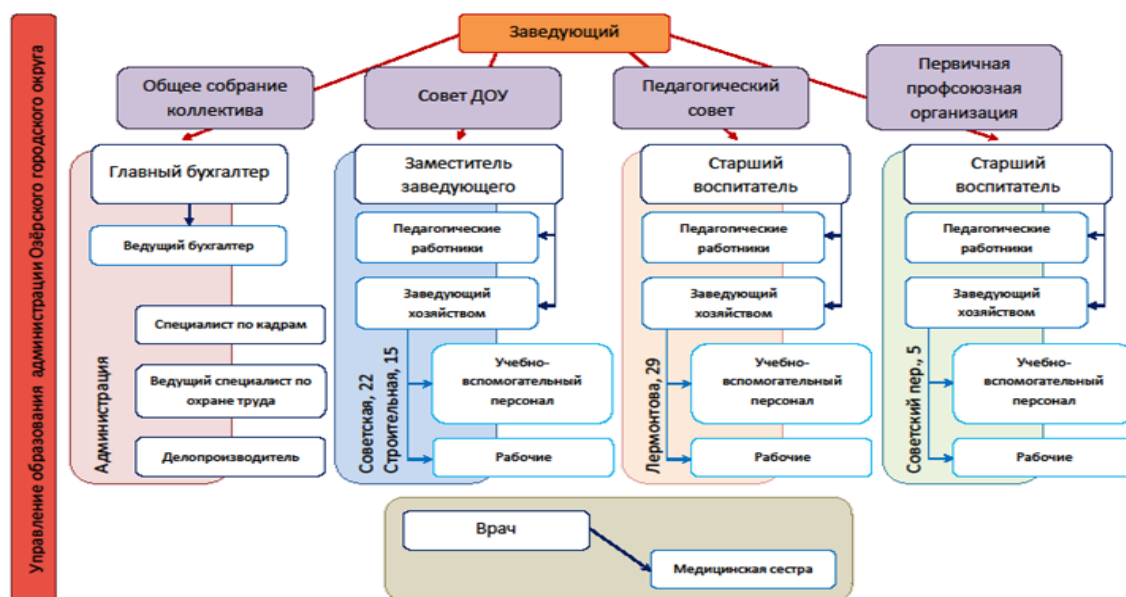 Управление образования администрации Озёрского городского округа
Заведующий
Общее собрание
коллектива
Совет ДОУ
Педагогический
совет
Первичная
профсоюзная
организация
Администрация
Главный бухгалтер
Ведущий бухгалтер
Специалист по кадрам
Ведущий специалист по
охране труда
Делопроизводитель
Советская, 22
Строительная, 15
Заместитель
заведующего
Педагогические
работники
Заведующий
хозяйством
Учебно-
вспомогательный
персонал
Рабочие
Лермонтова, 29
Старший
воспитатель
Педагогические
работники
Заведующий
хозяйством
Учебно-
вспомогательный
персонал
Рабочие
Советский пер., 5
Старший
воспитатель
Педагогические
работники
Заведующий
хозяйством
Учебно-
вспомогательный
персонал
Рабочие
Врач
Медицинская сестра